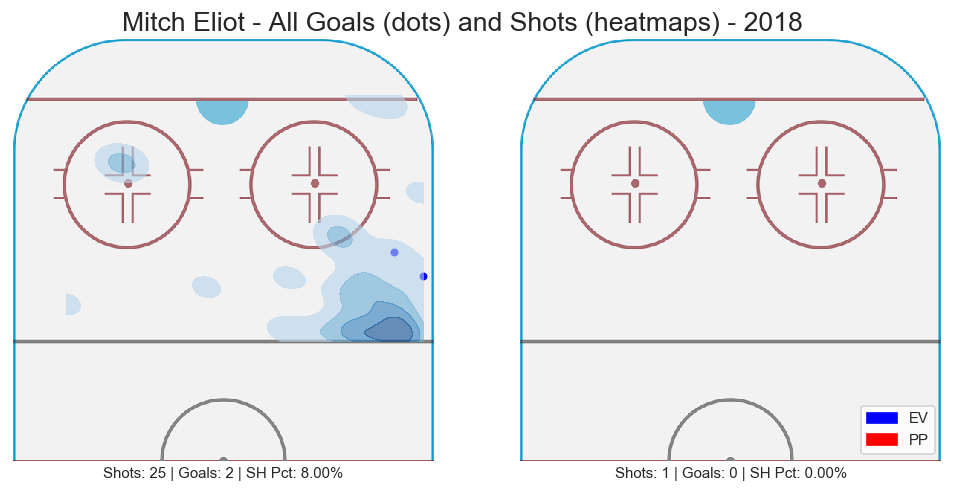 Mitch Eliot - All Goals (dots) and Shots (heatmaps) - 2018
EV
PP
Shots: 25 | Goals: 2 | SH Pct: 8.00%
Shots: 1 | Goals: 0 | SH Pct: 0.00%